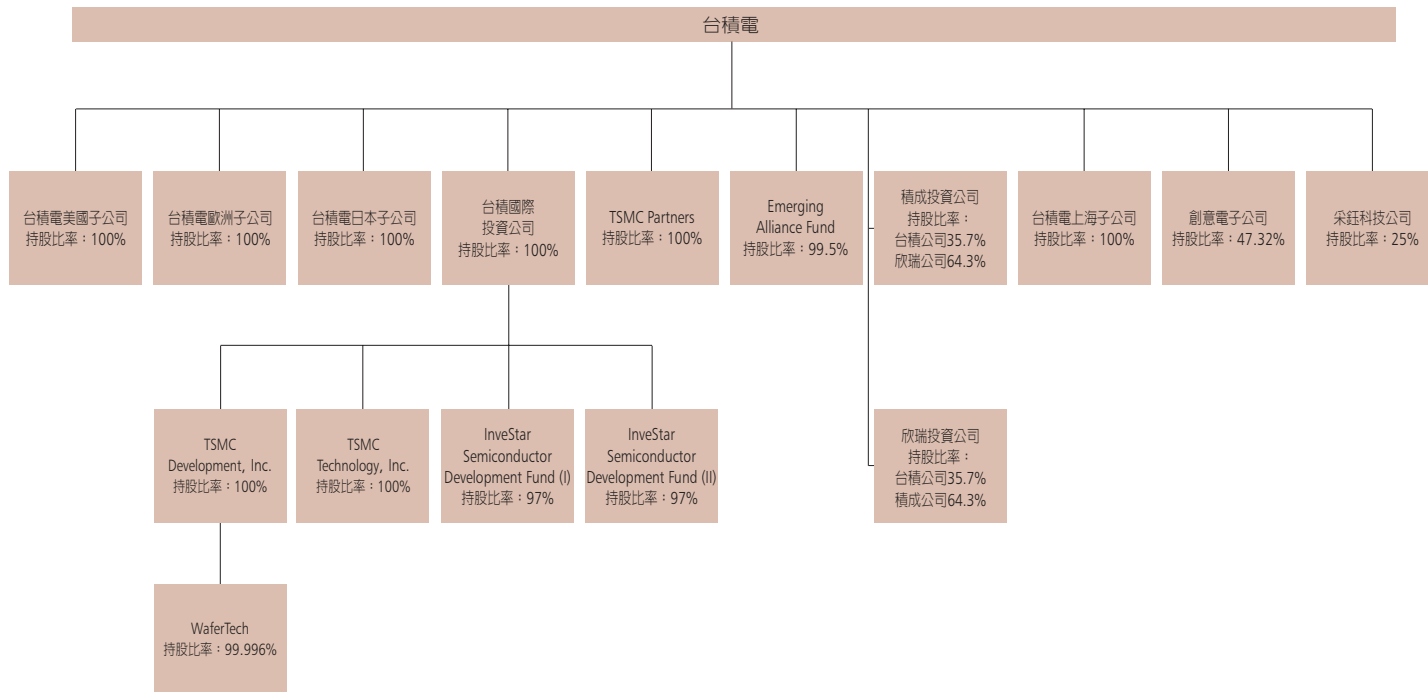 台積電
台積電美國子公司
持股比率：100%
台積電歐洲子公司
持股比率：100%
台積電日本子公司
持股比率：100%
台積國際
投資公司
持股比率：100%
TSMC Partners
持股比率：100%
Emerging
Alliance Fund
持股比率：99.5%
積成投資公司
持股比率：
台積公司35.7%
欣瑞公司64.3%
台積電上海子公司
持股比率：100%
創意電子公司
持股比率：47.32%
采鈺科技公司
持股比率：25%
TSMC
Development, Inc.
持股比率：100%
TSMC
Technology, Inc.
持股比率：100%
InveStar
Semiconductor
Development Fund (I)
持股比率：97%
InveStar
Semiconductor
Development Fund (II)
持股比率：97%
欣瑞投資公司
持股比率：
台積公司35.7%
積成公司64.3%
WaferTech
持股比率：99.996%